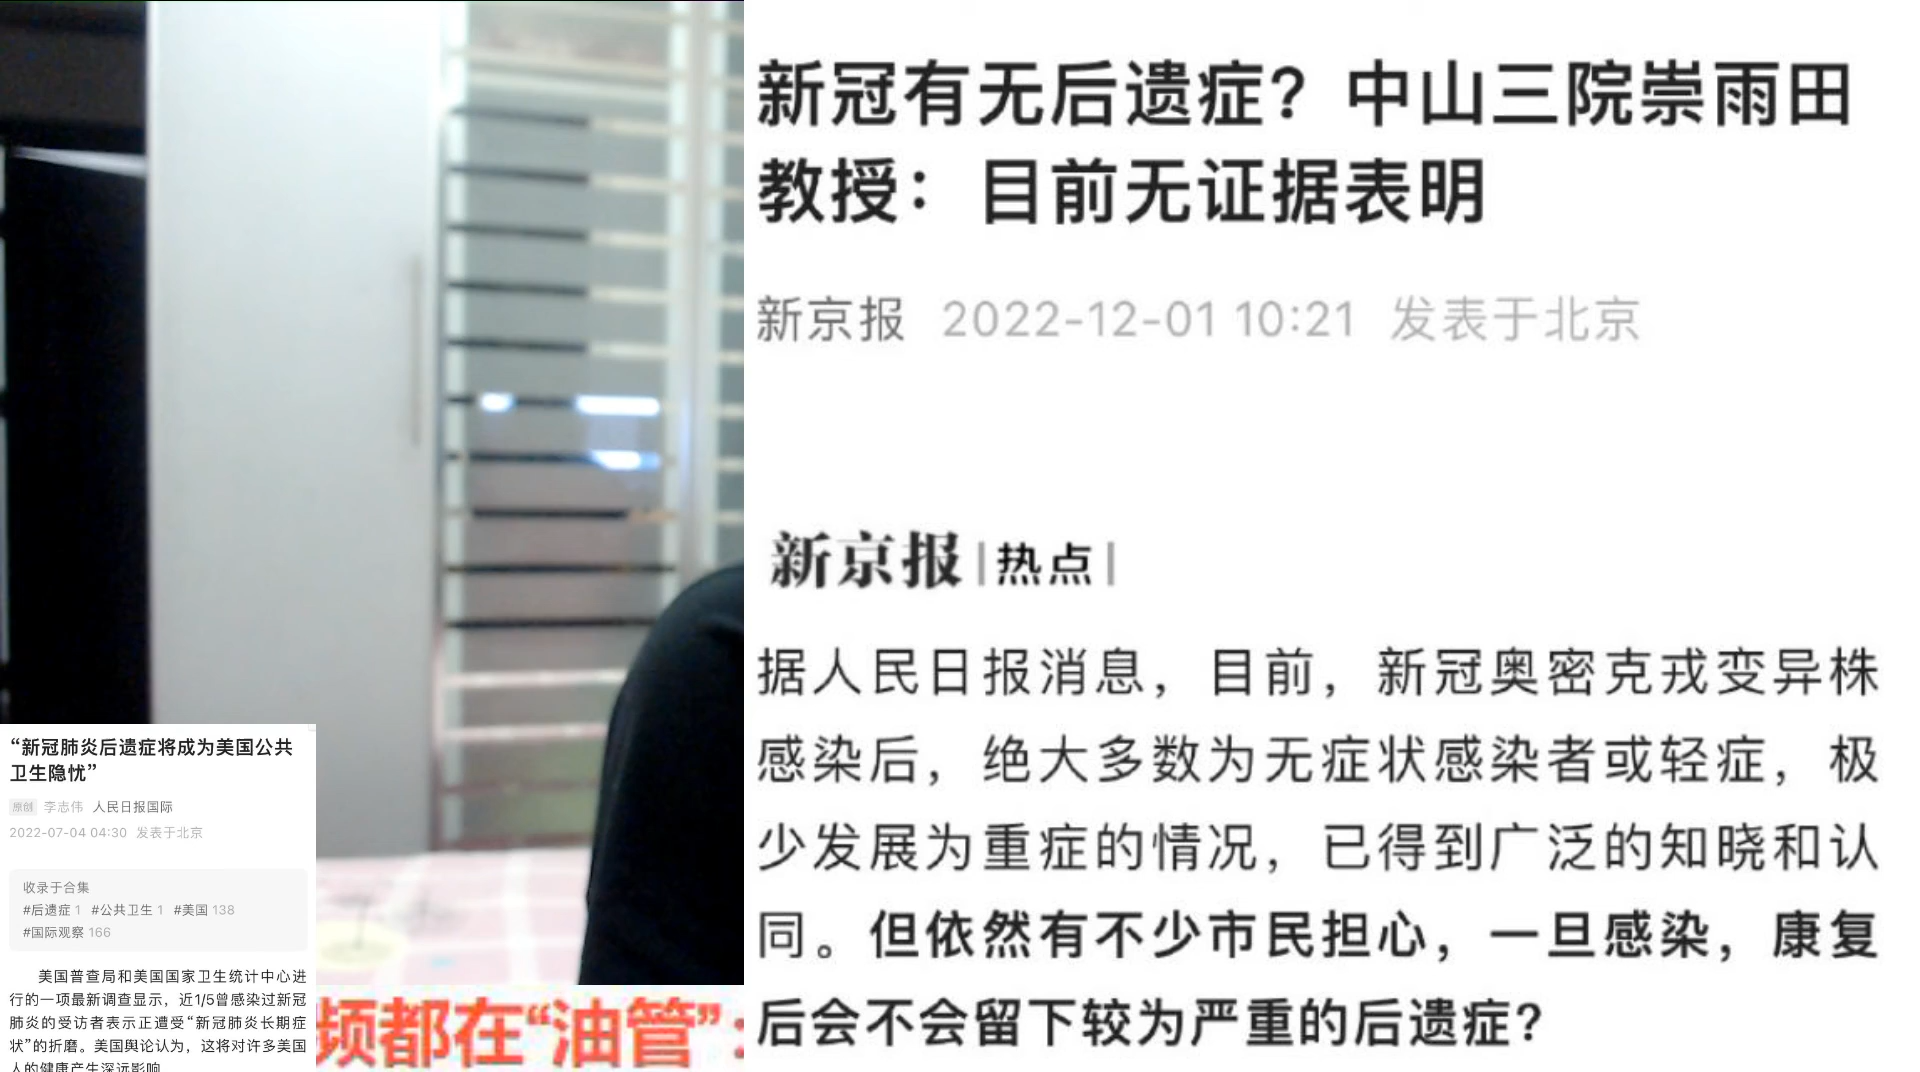 新冠有无后遗症？中山三院崇雨田
教授：目前无证据表明
新京报 2022-12-01 10:21 发表于北京
新京报|热点|
据人民日报消息，目前，新冠奥密克戎变异株
感染后，绝大多数为无症状感染者或轻症，极
少发展为重症的情况，已得到广泛的知晓和认
同。但依然有不少市民担心，一旦感染，康复
后会不会留下较为严重的后遗症？
“新冠肺炎后遗症将成为美国公共
卫生隐忧”
原创 李志伟 人民日报国际
2022-07-04 04:30 发表于北京
收录于合集
#后遗症 1 #公共卫生 1 #美国 138
#国际观察 166
美国普查局和美国国家卫生统计中心进
行的一项最新调查显示，近1/5曾感染过新冠
肺炎的受访者表示正遭受“新冠肺炎长期症
状”的折磨。美国舆论认为，这将对许多美国
人的健康产生深远影响
频都在“油管”：